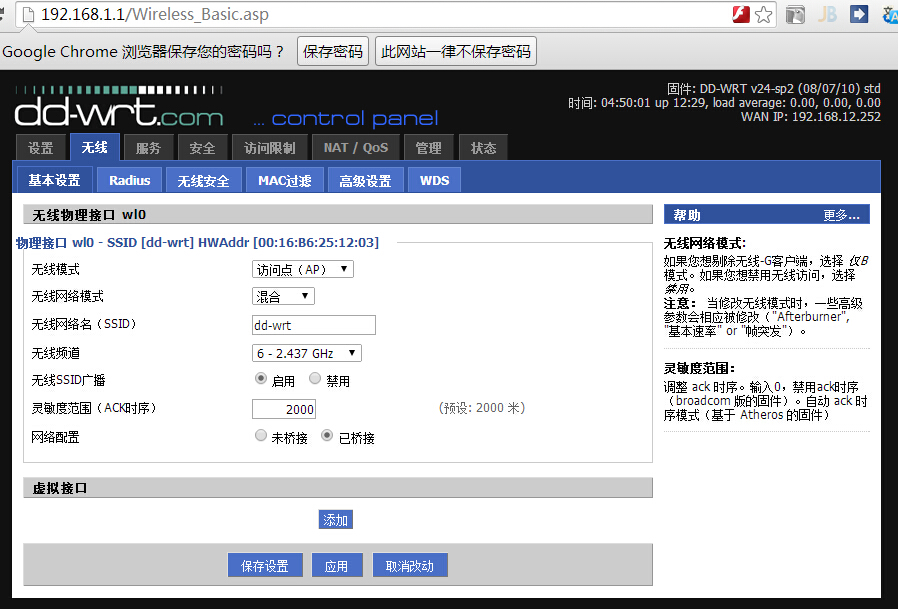 192.168.1.1/Wireless_Basic.asp
Google Chrome 浏览器保存您的密码吗？ 保存密码 此网站一律不保存密码
固件: DD-WRT v24-sp2 (08/07/10) std
时间: 04:50:01 up 12:29, load average: 0.00, 0.00, 0.00
WAN IP: 192.168.12.252
dd-wrt.com ... control panel
设置 无线 服务 安全 访问限制 NAT / QoS 管理 状态
基本设置 Radius 无线安全 MAC过滤 高级设置 WDS
无线物理接口 wl0
物理接口 wl0 - SSID [dd-wrt] HWAddr [00:16:B6:25:12:03]
无线模式 访问点（AP）
无线网络模式 混合
无线网络名（SSID） dd-wrt
无线频道 6 - 2.437 GHz
无线SSID广播 启用 禁用
灵敏度范围（ACK时序） 2000 (预设: 2000 米)
网络配置 未桥接 已桥接
虚拟接口
添加
保存设置 应用 取消改动
帮助 更多...
无线网络模式:
如果您想剔除无线-G客户端，选择 仅B
模式。如果您想禁用无线访问，选择
禁用。
注意： 当修改无线模式时，一些高级
参数会相应被修改（"Afterburner",
"基本速率" or "帧突发"）。
灵敏度范围：
调整 ack 时序。输入0，禁用ack时序
（broadcom 版的固件）。自动 ack 时
序模式（基于 Atheros 的固件）
JB